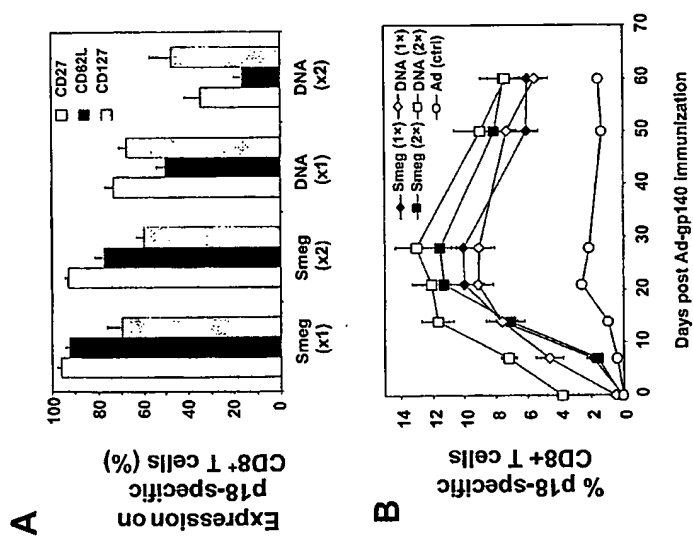 A
Expression on
p18-specific
CD8+ T cells (%)
100
80
60
40
20
0
CD27
CD62L
CD127
Smeg
(x1)
Smeg
(x2)
DNA
(x1)
DNA
(x2)
B
% p18-specific
CD8+ T cells
14
12
10
8
6
4
2
0
Smeg (1×)
DNA (1×)
Smeg (2×)
DNA (2×)
Ad (ctrl)
0
10
20
30
40
50
60
70
Days post Ad-gp140 immunization